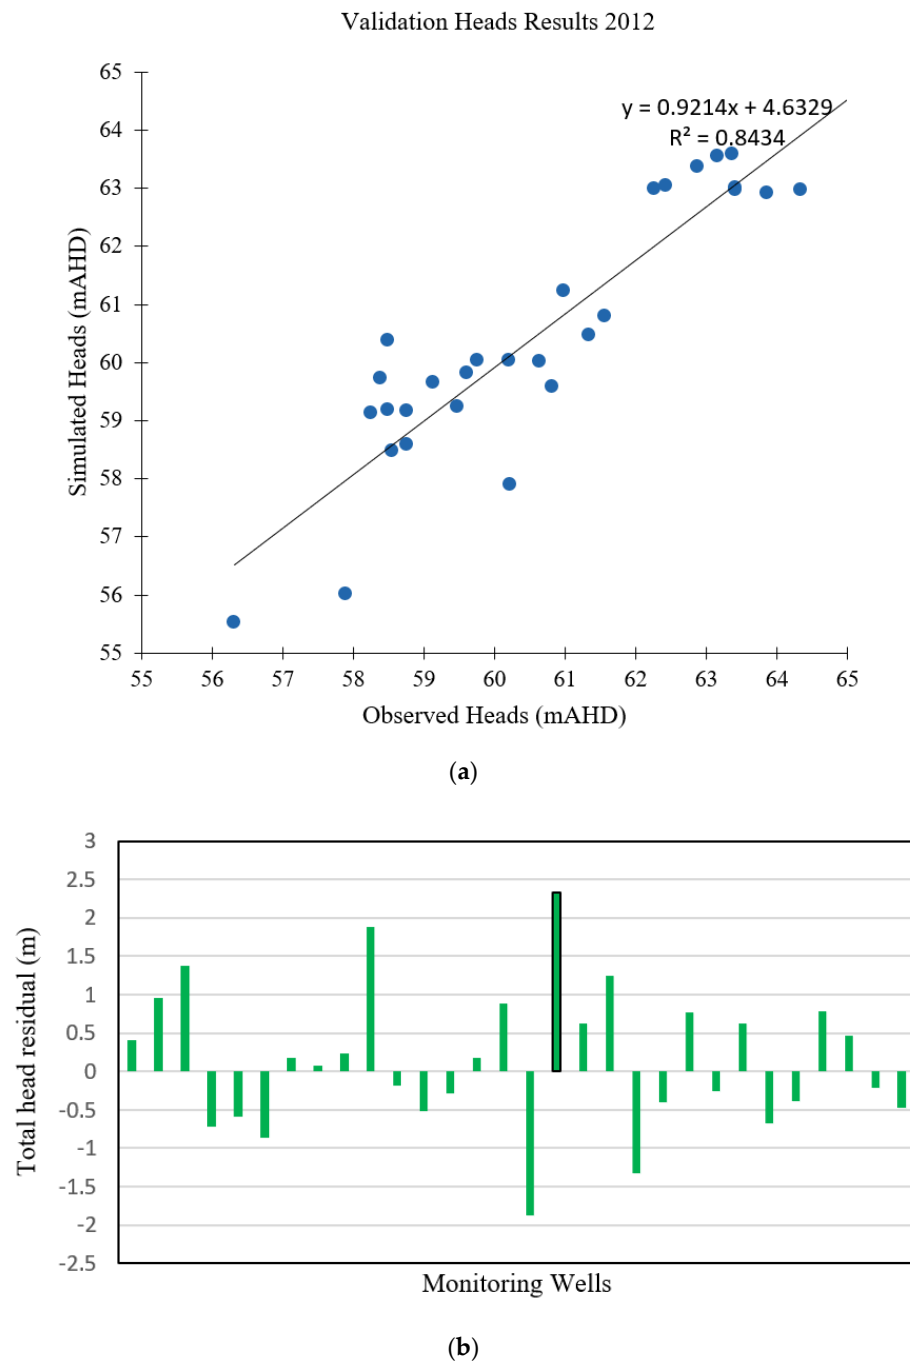 Validation Heads Results 2012
y = 0.9214x + 4.6329
R² = 0.8434
Simulated Heads (mAHD)
65
64
63
62
61
60
59
58
57
56
55
55 56 57 58 59 60 61 62 63 64 65
Observed Heads (mAHD)
(a)
Total head residual (m)
3
2.5
2
1.5
1
0.5
0
-0.5
-1
-1.5
-2
-2.5
Monitoring Wells
(b)